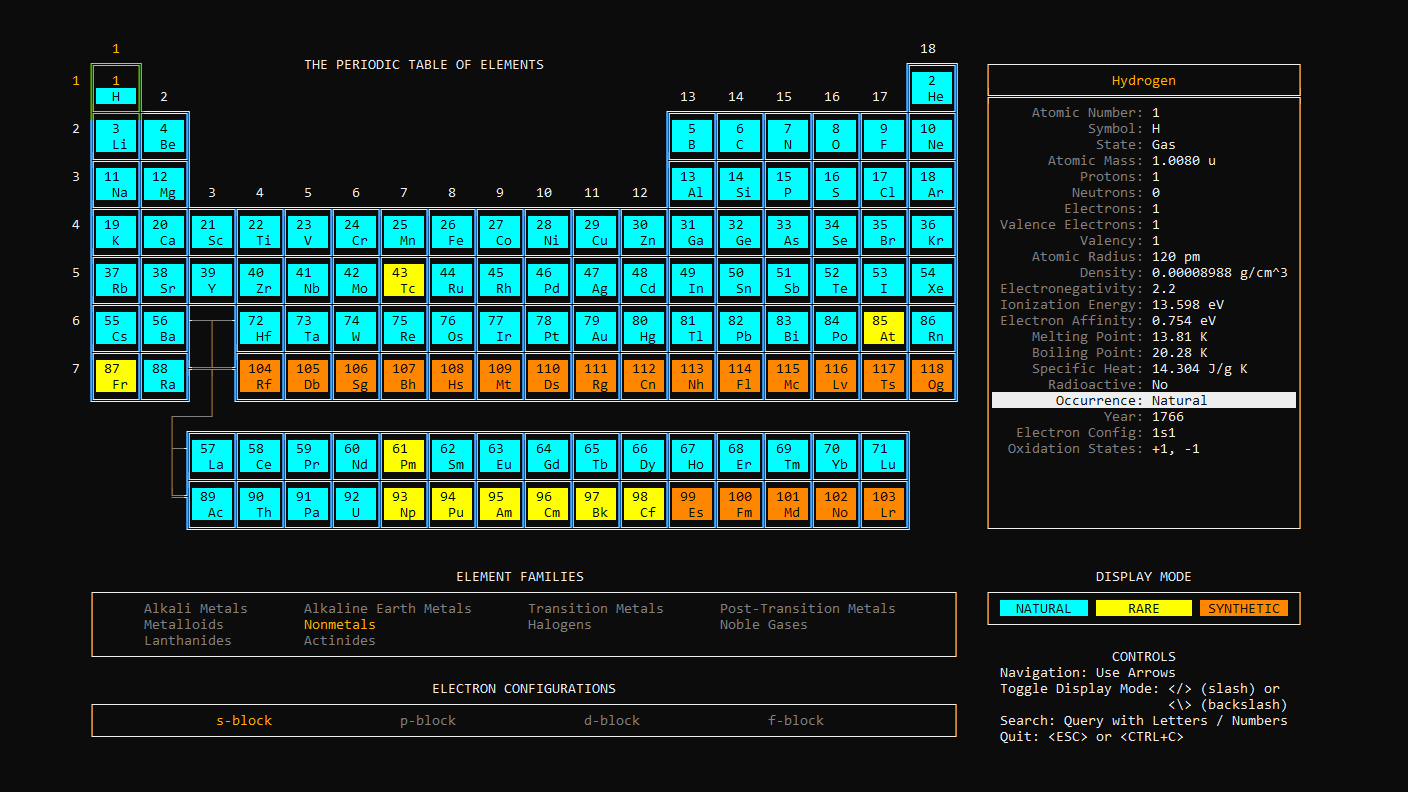 1 18
THE PERIODIC TABLE OF ELEMENTS
1 1 2
H 2 13 14 15 16 17 He
2 3 4 5 6 7 8 9 10
Li Be B C N O F Ne
3 11 12 13 14 15 16 17 18
Na Mg 3 4 5 6 7 8 9 10 11 12 Al Si P S Cl Ar
4 19 20 21 22 23 24 25 26 27 28 29 30 31 32 33 34 35 36
K Ca Sc Ti V Cr Mn Fe Co Ni Cu Zn Ga Ge As Se Br Kr
5 37 38 39 40 41 42 43 44 45 46 47 48 49 50 51 52 53 54
Rb Sr Y Zr Nb Mo Tc Ru Rh Pd Ag Cd In Sn Sb Te I Xe
6 55 56 72 73 74 75 76 77 78 79 80 81 82 83 84 85 86
Cs Ba Hf Ta W Re Os Ir Pt Au Hg Tl Pb Bi Po At Rn
7 87 88 104 105 106 107 108 109 110 111 112 113 114 115 116 117 118
Fr Ra Rf Db Sg Bh Hs Mt Ds Rg Cn Nh Fl Mc Lv Ts Og
57 58 59 60 61 62 63 64 65 66 67 68 69 70 71
La Ce Pr Nd Pm Sm Eu Gd Tb Dy Ho Er Tm Yb Lu
89 90 91 92 93 94 95 96 97 98 99 100 101 102 103
Ac Th Pa U Np Pu Am Cm Bk Cf Es Fm Md No Lr
Hydrogen
Atomic Number: 1
Symbol: H
State: Gas
Atomic Mass: 1.0080 u
Protons: 1
Neutrons: 0
Electrons: 1
Valence Electrons: 1
Valency: 1
Atomic Radius: 120 pm
Density: 0.00008988 g/cm^3
Electronegativity: 2.2
Ionization Energy: 13.598 eV
Electron Affinity: 0.754 eV
Melting Point: 13.81 K
Boiling Point: 20.28 K
Specific Heat: 14.304 J/g K
Radioactive: No
Occurrence: Natural
Year: 1766
Electron Config: 1s1
Oxidation States: +1, -1
ELEMENT FAMILIES
Alkali Metals Alkaline Earth Metals Transition Metals Post-Transition Metals
Metalloids Nonmetals Halogens Noble Gases
Lanthanides Actinides
ELECTRON CONFIGURATIONS
s-block p-block d-block f-block
DISPLAY MODE
NATURAL RARE SYNTHETIC
CONTROLS
Navigation: Use Arrows
Toggle Display Mode: </> (slash) or
<\> (backslash)
Search: Query with Letters / Numbers
Quit: <ESC> or <CTRL+C>